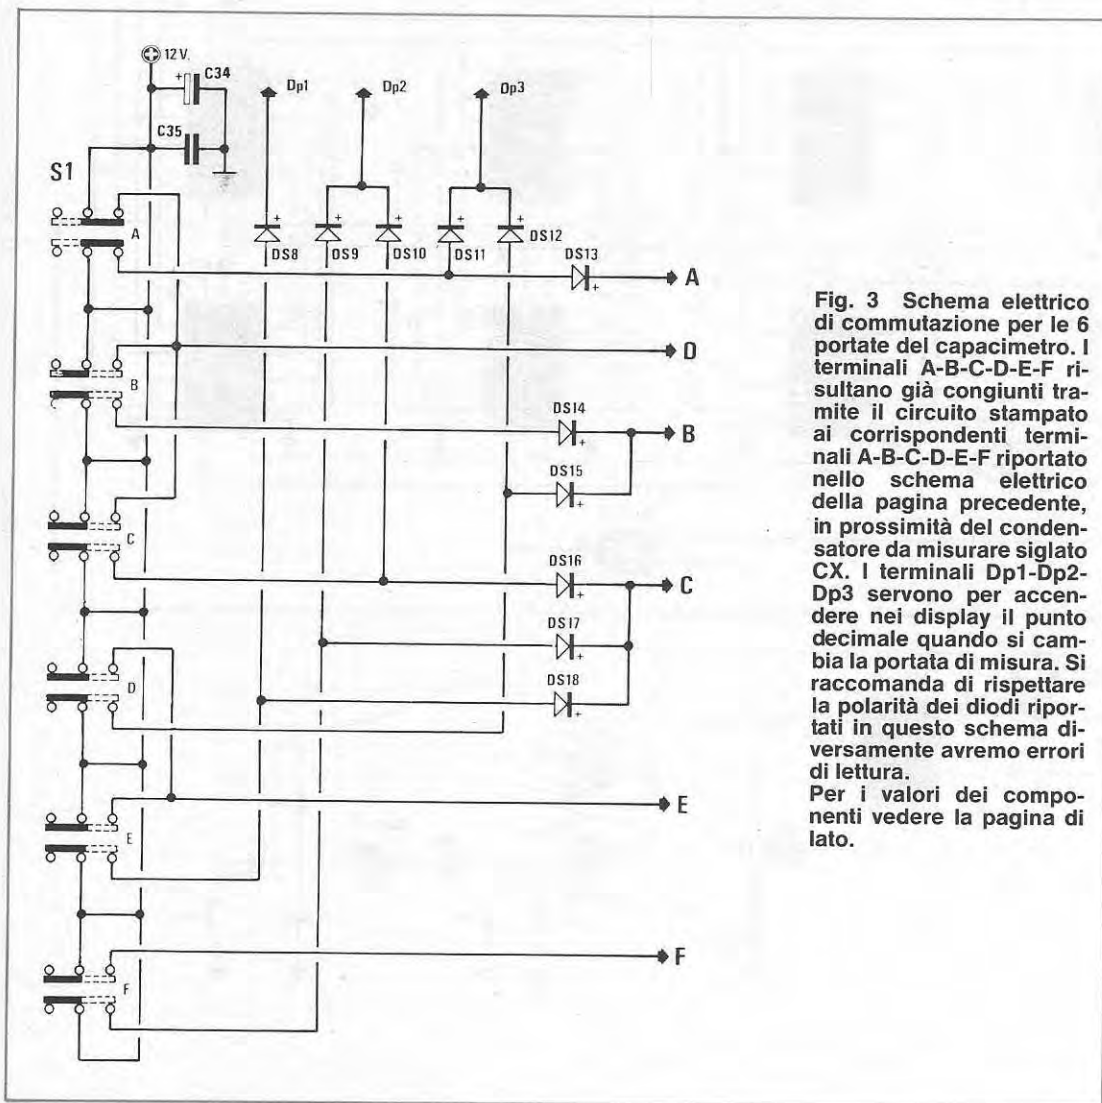 12 V.
C34
Dp1
Dp2
Dp3
C35
S1
A
DS8
DS9
DS10
DS11
DS12
DS13
A
D
B
DS14
B
DS15
C
DS16
C
DS17
D
DS18
E
E
F
F
Fig. 3 Schema elettrico
di commutazione per le 6
portate del capacimetro. I
terminali A-B-C-D-E-F ri-
sultano già congiunti tra-
mite il circuito stampato
ai corrispondenti termi-
nali A-B-C-D-E-F riportato
nello schema elettrico
della pagina precedente,
in prossimità del conden-
satore da misurare siglato
CX. I terminali Dp1-Dp2-
Dp3 servono per accen-
dere nei display il punto
decimale quando si cam-
bia la portata di misura. Si
raccomanda di rispettare
la polarità dei diodi ripor-
tati in questo schema di-
versamente avremo errori
di lettura.
Per i valori dei compo-
nenti vedere la pagina di
lato.